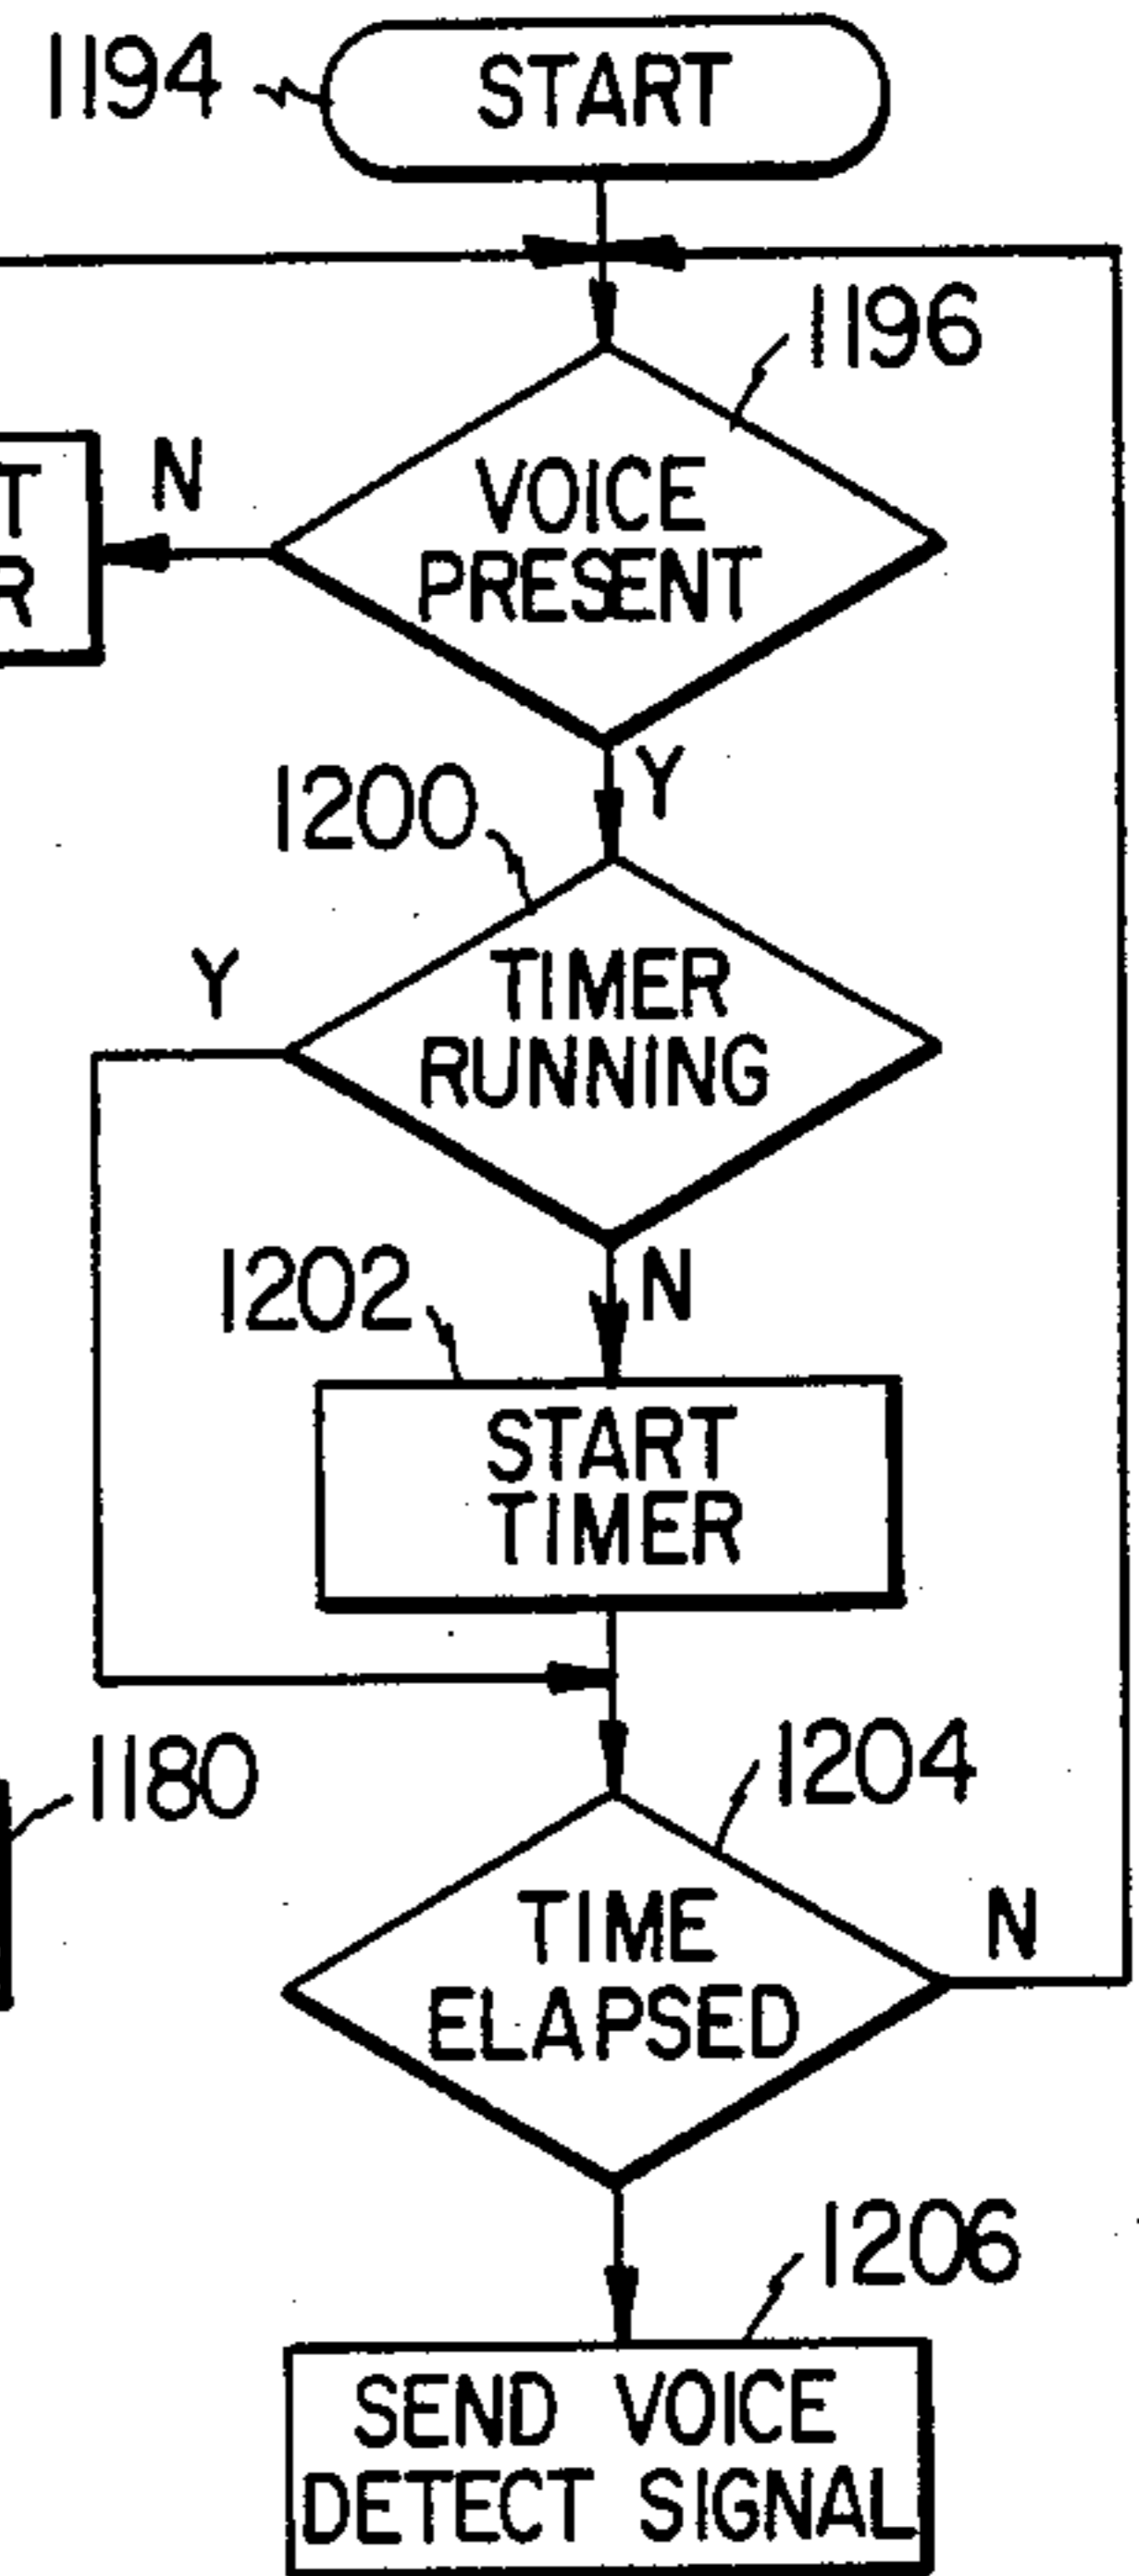 1194
START
1196
N
T
R
VOICE
PRESENT
Y
1200
Y
TIMER
RUNNING
N
1202
START
TIMER
1180
1204
TIME
ELAPSED
N
1206
SEND VOICE
DETECT SIGNAL